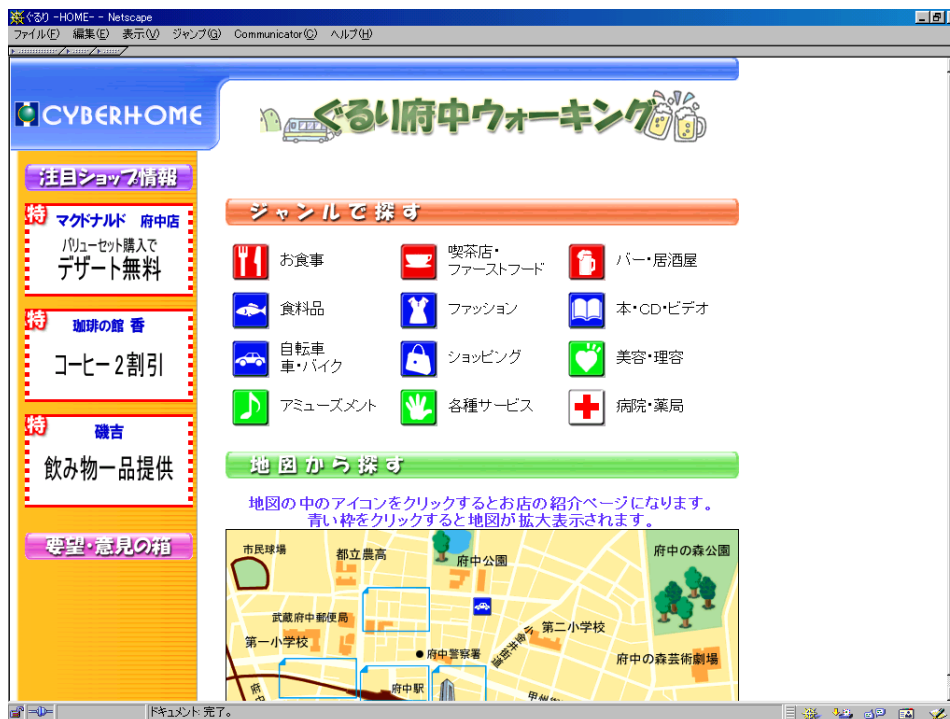 ぐるり -HOME- - Netscape
ファイル(F) 編集(E) 表示(V) ジャンプ(G) Communicator(C) ヘルプ(H)
CYBERHOME
ぐるり府中ウォーキング
注目ショップ情報
特 マクドナルド 府中店
バリューセット購入で
デザート無料
特 珈琲の館 香
コーヒー2割引
特 磯吉
飲み物一品提供
要望・意見の箱
ジャンルで探す
お食事
喫茶店・
ファーストフード
バー・居酒屋
食料品
ファッション
本・CD・ビデオ
自転車
車・バイク
ショッピング
美容・理容
アミューズメント
各種サービス
病院・薬局
地図から探す
地図の中のアイコンをクリックするとお店の紹介ページになります。
青い枠をクリックすると地図が拡大表示されます。
市民球場
都立農高
府中公園
府中の森公園
武蔵府中郵便局
第一小学校
小金井街道
第二小学校
府中警察署
府中の森芸術劇場
府中駅
府中
甲州
ドキュメント:完了。